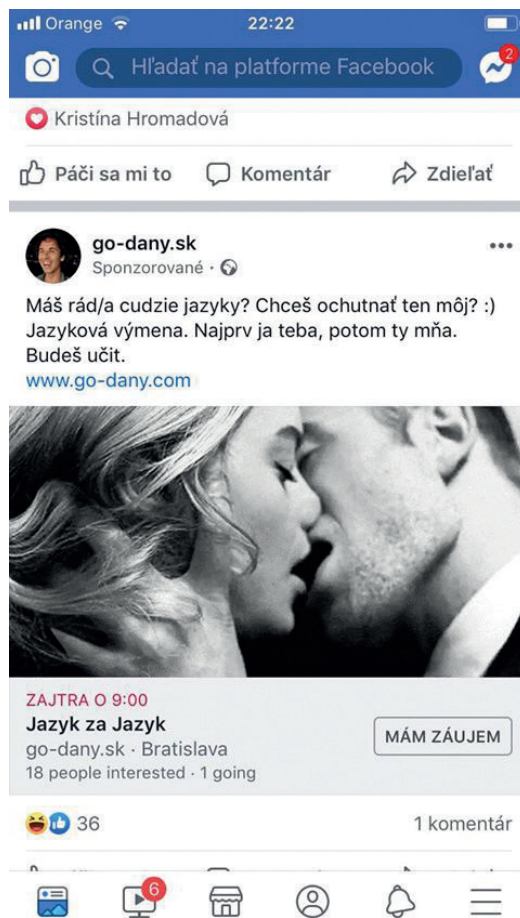 Orange 22:22
Hľadať na platforme Facebook
2
Kristína Hromadová
Páči sa mi to Komentár Zdieľať
go-dany.sk
Sponzorované ·
Máš rád/a cudzie jazyky? Chceš ochutnať ten môj? :)
Jazyková výmena. Najprv ja teba, potom ty mňa.
Budeš učit.
www.go-dany.com
ZAJTRA O 9:00
Jazyk za Jazyk
go-dany.sk · Bratislava
18 people interested · 1 going
MÁM ZÁUJEM
36 1 komentár
6